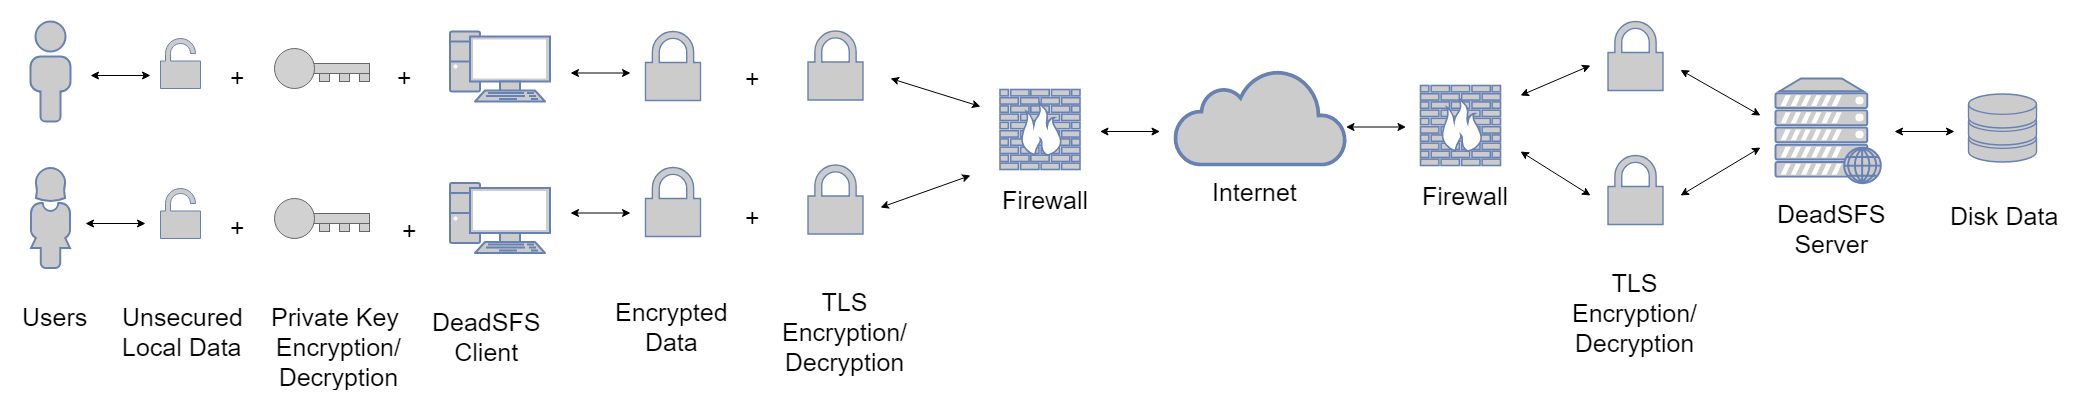 +
+
+
+
+
+
Users
Unsecured
Local Data
Private Key
Encryption/
Decryption
DeadSFS
Client
Encrypted
Data
TLS
Encryption/
Decryption
Firewall
Internet
Firewall
TLS
Encryption/
Decryption
DeadSFS
Server
Disk Data